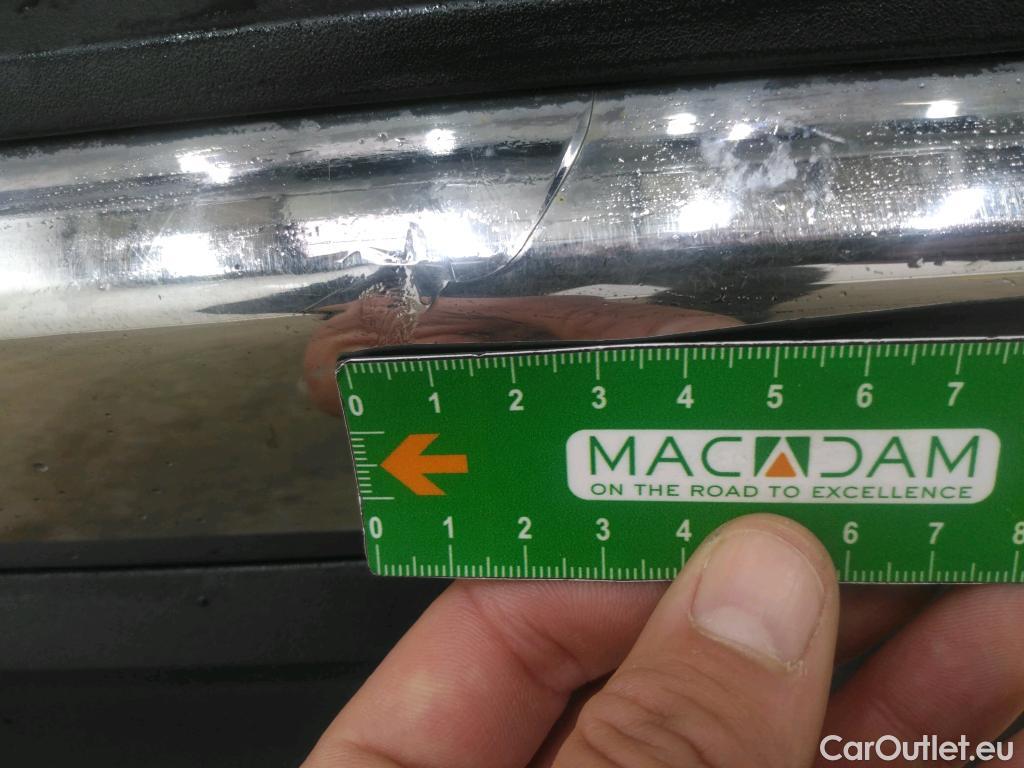 0 1 2 3 4 5 6 7
MACADAM
ON THE ROAD TO EXCELLENCE
0 1 2 3 4 6 7 8
CarOutlet.eu